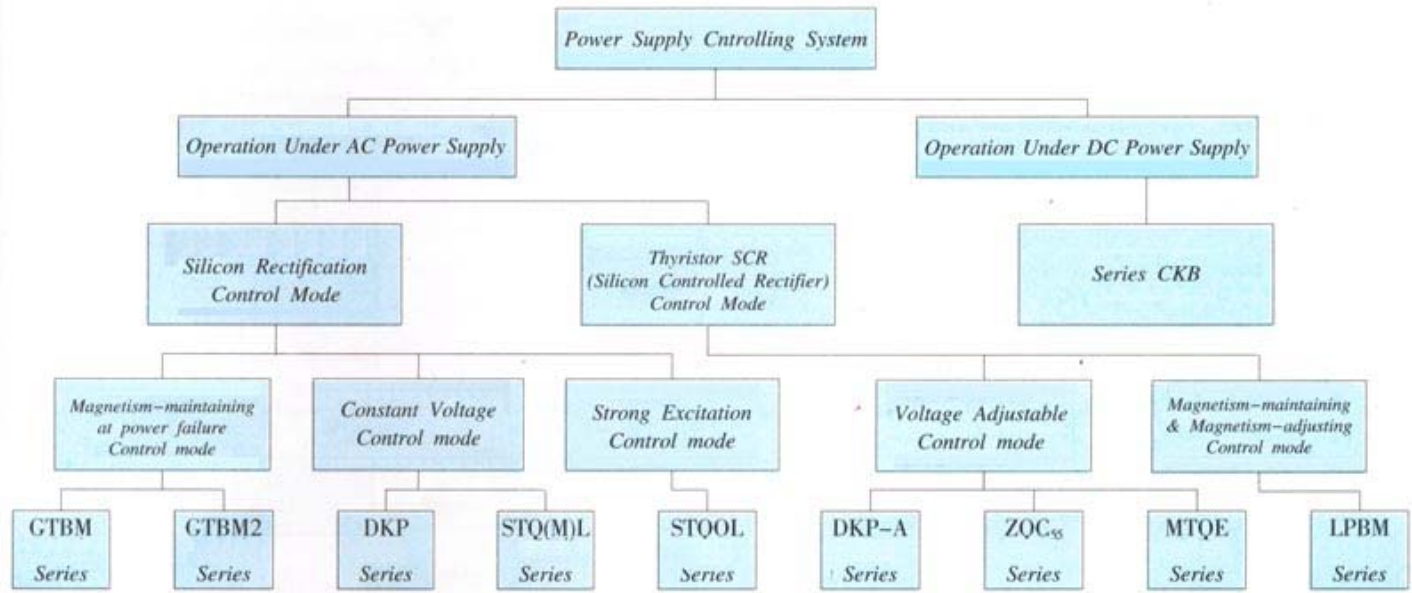 Power Supply Cntrolling System
Operation Under AC Power Supply
Operation Under DC Power Supply
Silicon Rectification
Control Mode
Thyristor SCR
(Silicon Controlled Rectifier)
Control Mode
Series CKB
Magnetism-maintaining
at power failure
Control mode
Constant Voltage
Control mode
Strong Excitation
Control mode
Voltage Adjustable
Control mode
Magnetism-maintaining
& Magnetism-adjusting
Control mode
GTBM
Series
GTBM2
Series
DKP
Series
STQ(M)L
Series
STQOL
Series
DKP-A
Series
ZQC55
Series
MTQE
Series
LPBM
Series